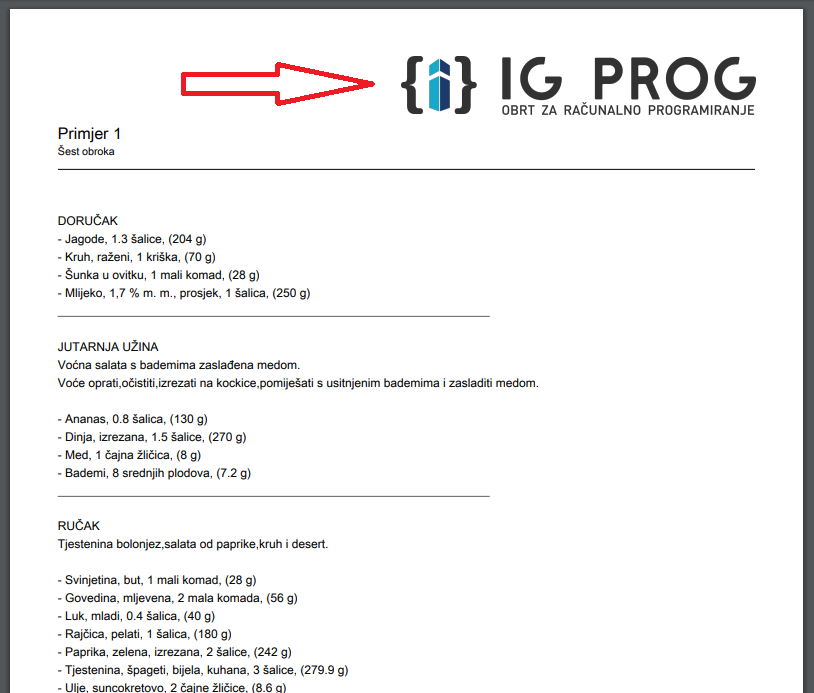 {i} IG PROG
OBRT ZA RAČUNALNO PROGRAMIRANJE
Primjer 1
Šest obroka
DORUČAK
- Jagode, 1.3 šalice, (204 g)
- Kruh, raženi, 1 kriška, (70 g)
- Šunka u ovitku, 1 mali komad, (28 g)
- Mlijeko, 1,7 % m. m., prosjek, 1 šalica, (250 g)
JUTARNJA UŽINA
Voćna salata s bademima zaslađena medom.
Voće oprati,očistiti,izrezati na kockice,pomiješati s usitnjenim bademima i zasladiti medom.
- Ananas, 0.8 šalica, (130 g)
- Dinja, izrezana, 1.5 šalice, (270 g)
- Med, 1 čajna žličica, (8 g)
- Bademi, 8 srednjih plodova, (7.2 g)
RUČAK
Tjestenina bolonjez,salata od paprike,kruh i desert.
- Svinjetina, but, 1 mali komad, (28 g)
- Govedina, mljevena, 2 mala komada, (56 g)
- Luk, mladi, 0.4 šalica, (40 g)
- Rajčica, pelati, 1 šalica, (180 g)
- Paprika, zelena, izrezana, 2 šalice, (242 g)
- Tjestenina, špageti, bijela, kuhana, 3 šalice, (279.9 g)
- Ulje, suncokretovo, 2 čajne žličice, (8.6 g)